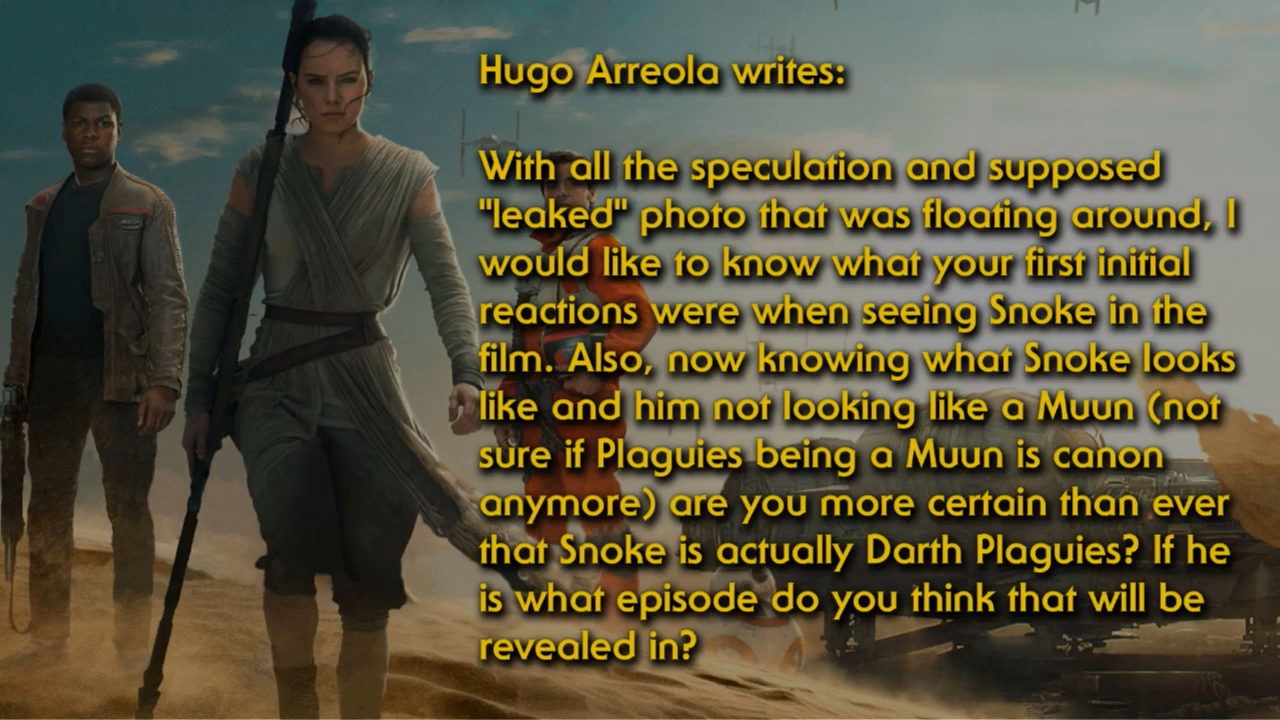 Hugo Arreola writes:
With all the speculation and supposed
"leaked" photo that was floating around, I
would like to know what your first initial
reactions were when seeing Snoke in the
film. Also, now knowing what Snoke looks
like and him not looking like a Muun (not
sure if Plaguies being a Muun is canon
anymore) are you more certain than ever
that Snoke is actually Darth Plaguies? If he
is what episode do you think that will be
revealed in?